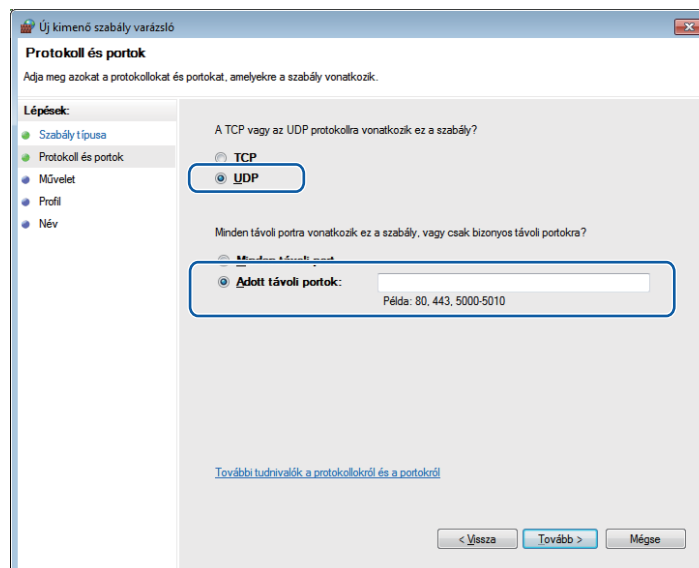 Új kimenő szabály varázsló
Protokoll és portok
Adja meg azokat a protokollokat és portokat, amelyekre a szabály vonatkozik.
Lépések:
Szabály típusa
Protokoll és portok
Művelet
Profil
Név
A TCP vagy az UDP protokollra vonatkozik ez a szabály?
TCP
UDP
Minden távoli portra vonatkozik ez a szabály, vagy csak bizonyos távoli portokra?
Minden távoli port
Adott távoli portok:
Példa: 80, 443, 5000-5010
További tudnivalók a protokollokról és a portokról
< Vissza
Tovább >
Mégse